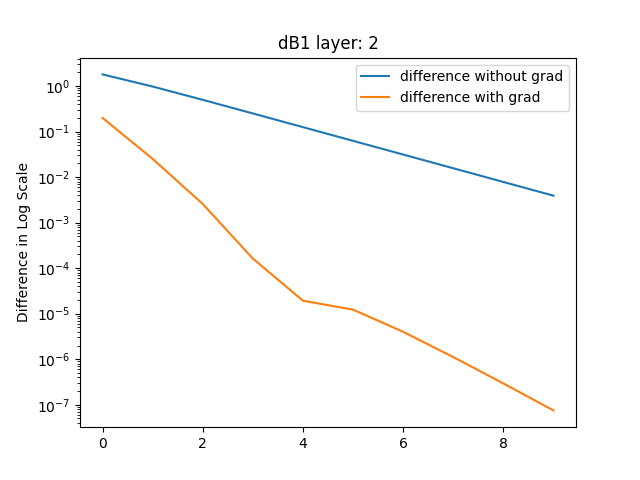 dB1 layer: 2
difference without grad
difference with grad
Difference in Log Scale
10⁰
10⁻¹
10⁻²
10⁻³
10⁻⁴
10⁻⁵
10⁻⁶
10⁻⁷
0 2 4 6 8